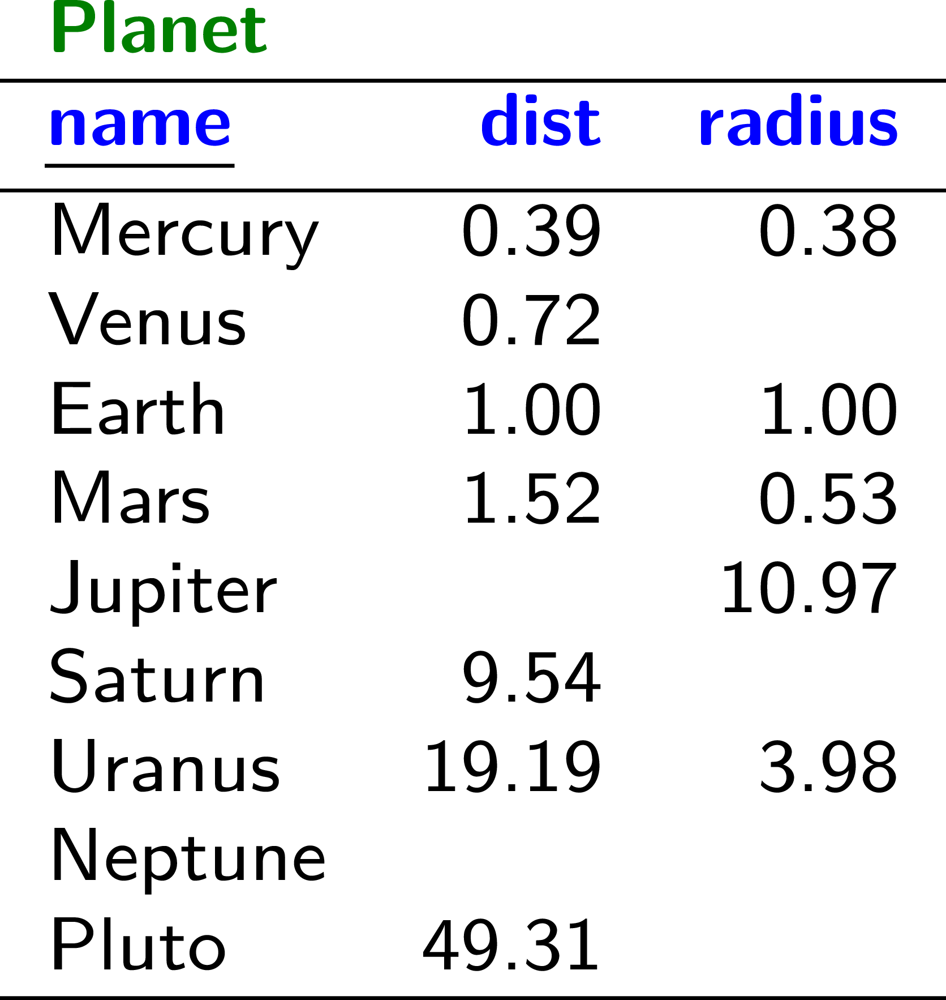 Planet
name dist radius
Mercury 0.39 0.38
Venus 0.72
Earth 1.00 1.00
Mars 1.52 0.53
Jupiter 10.97
Saturn 9.54
Uranus 19.19 3.98
Neptune
Pluto 49.31